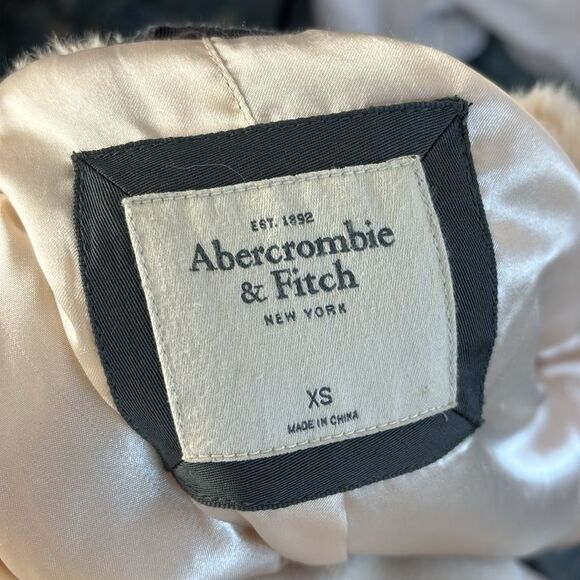 EST. 1892
Abercrombie
& Fitch
NEW YORK
XS
MADE IN CHINA